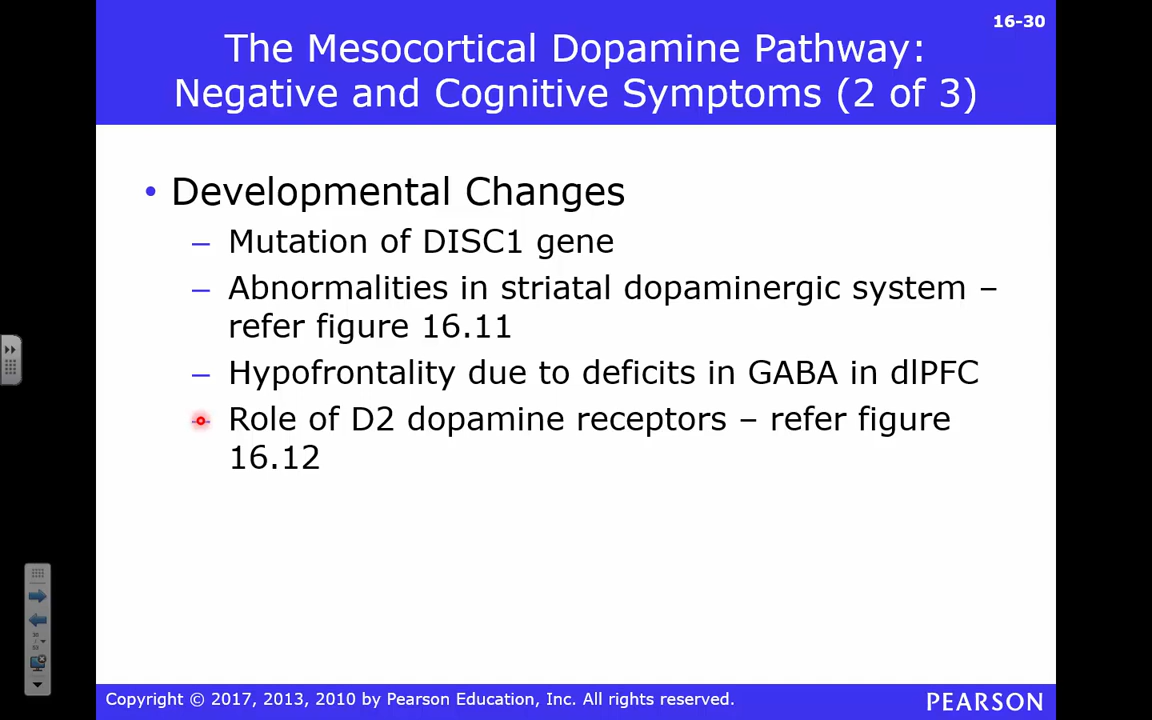 16-30
The Mesocortical Dopamine Pathway:
Negative and Cognitive Symptoms (2 of 3)
• Developmental Changes
– Mutation of DISC1 gene
– Abnormalities in striatal dopaminergic system –
refer figure 16.11
– Hypofrontality due to deficits in GABA in dlPFC
– Role of D2 dopamine receptors – refer figure
16.12
Copyright © 2017, 2013, 2010 by Pearson Education, Inc. All rights reserved.
PEARSON